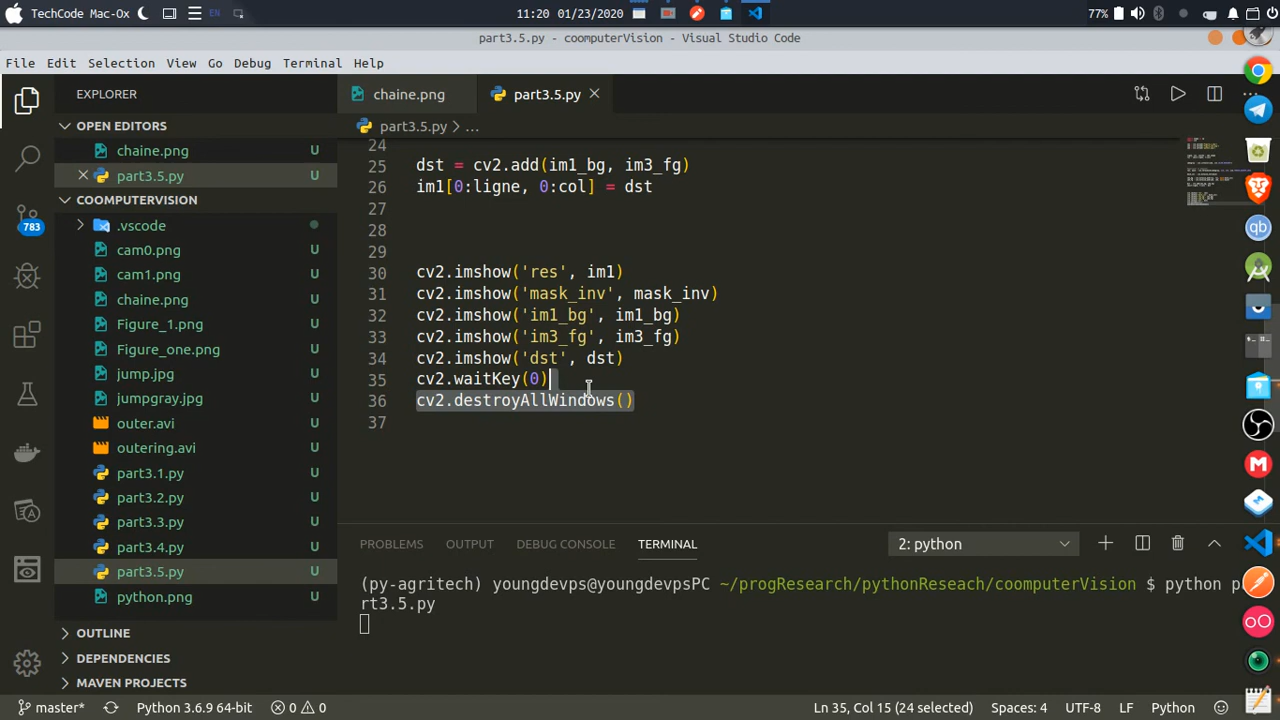 TechCode Mac-Ox
EN
11:20 01/23/2020
77%
part3.5.py - coomputerVision - Visual Studio Code
File Edit Selection View Go Debug Terminal Help
EXPLORER
OPEN EDITORS
chaine.png U
part3.5.py U
COOMPUTERVISION
.vscode
cam0.png U
cam1.png U
chaine.png U
Figure_1.png U
Figure_one.png U
jump.jpg U
jumpgray.jpg U
outer.avi U
outering.avi U
part3.1.py U
part3.2.py U
part3.3.py U
part3.4.py U
part3.5.py U
python.png U
OUTLINE
DEPENDENCIES
MAVEN PROJECTS
783
chaine.png
part3.5.py
part3.5.py > ...
24
25 dst = cv2.add(im1_bg, im3_fg)
26 im1[0:ligne, 0:col] = dst
27
28
29
30 cv2.imshow('res', im1)
31 cv2.imshow('mask_inv', mask_inv)
32 cv2.imshow('im1_bg', im1_bg)
33 cv2.imshow('im3_fg', im3_fg)
34 cv2.imshow('dst', dst)
35 cv2.waitKey(0)
36 cv2.destroyAllWindows()
37
PROBLEMS OUTPUT DEBUG CONSOLE TERMINAL 2: python
(py-agritech) youngdevps@youngdevpsPC ~/progResearch/pythonReseach/coomputerVision $ python pa
rt3.5.py
qb
M
master* Python 3.6.9 64-bit 0 0 Ln 35, Col 15 (24 selected) Spaces: 4 UTF-8 LF Python